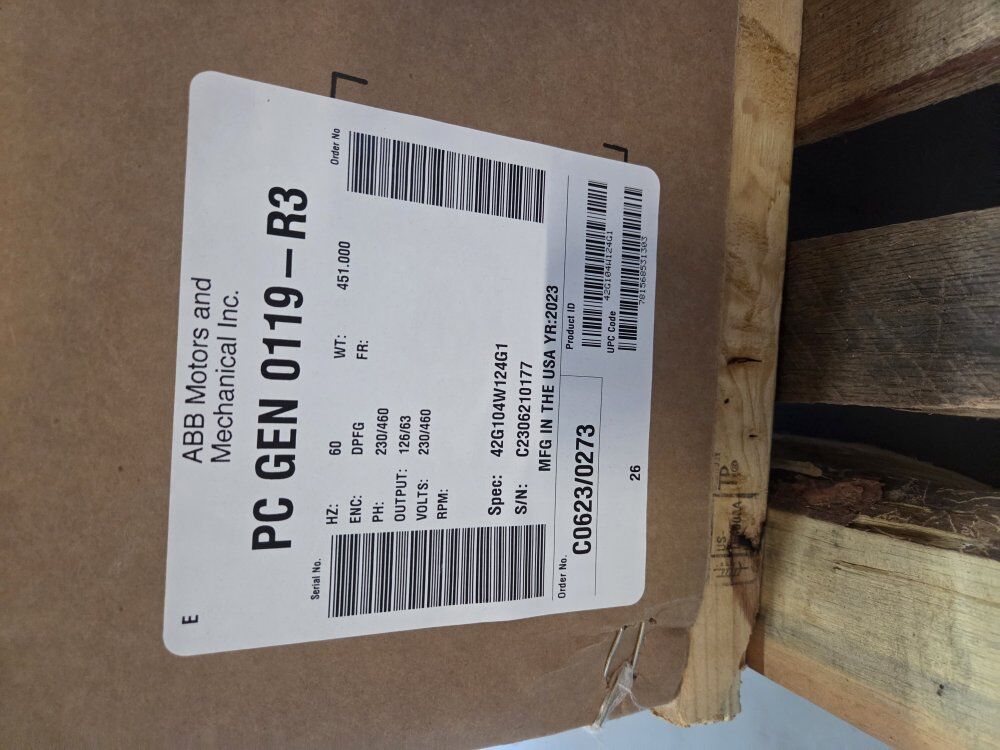 E
ABB Motors and
Mechanical Inc.
PC GEN 0119-R3
Serial No.
Order No
HZ: 60 WT: 451.000
ENC: DPFG FR:
PH: 230/460
OUTPUT: 126/63
VOLTS: 230/460
RPM:
Spec: 42G104W124G1
S/N: C2306210177
MFG IN THE USA YR:2023
Order No.
C0623/0273
26
Product ID
42G104W124G1
UPC Code
781568531303